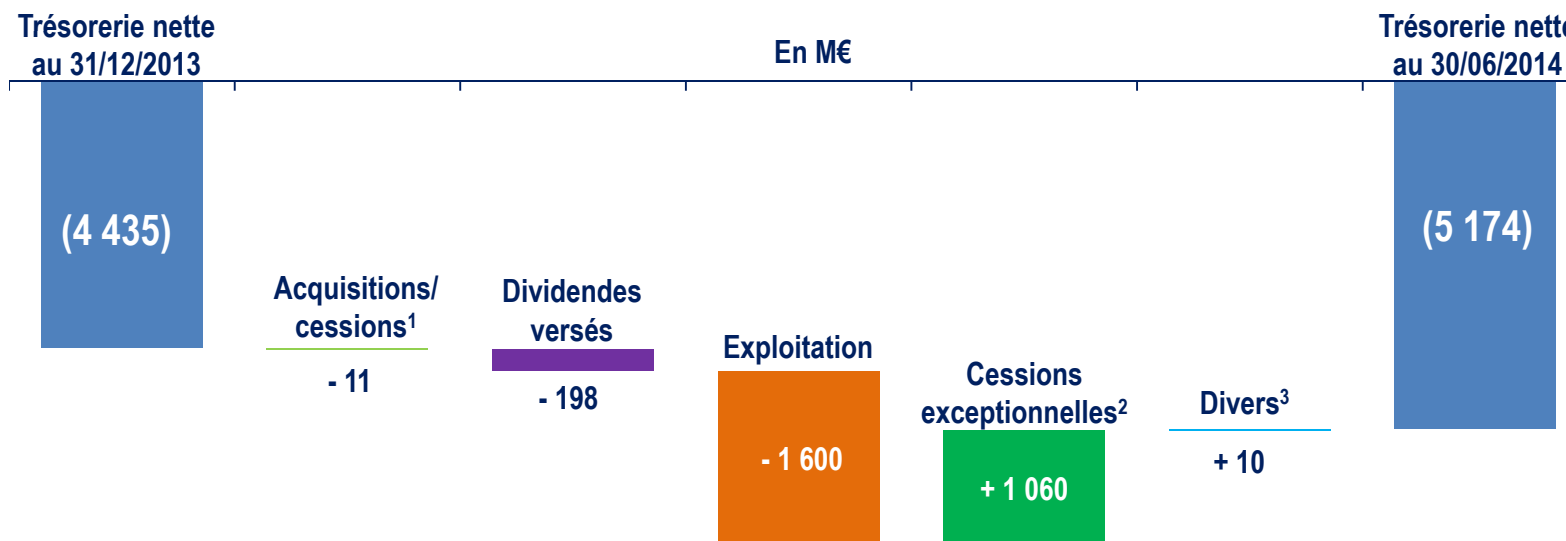 Trésorerie nette
au 31/12/2013
En M€
Trésorerie nette
au 30/06/2014
(4 435)
(5 174)
Acquisitions/
cessions¹
- 11
Dividendes
versés
- 198
Exploitation
- 1 600
Cessions
exceptionnelles²
+ 1 060
Divers³
+ 10